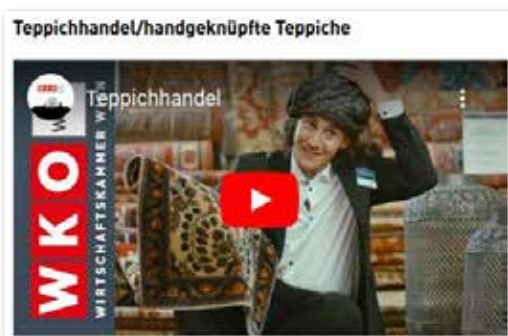 Teppichhandel/handgeknüpfte Teppiche
Teppichhandel
WKO
WIRTSCHAFTSKAMMER WIEN